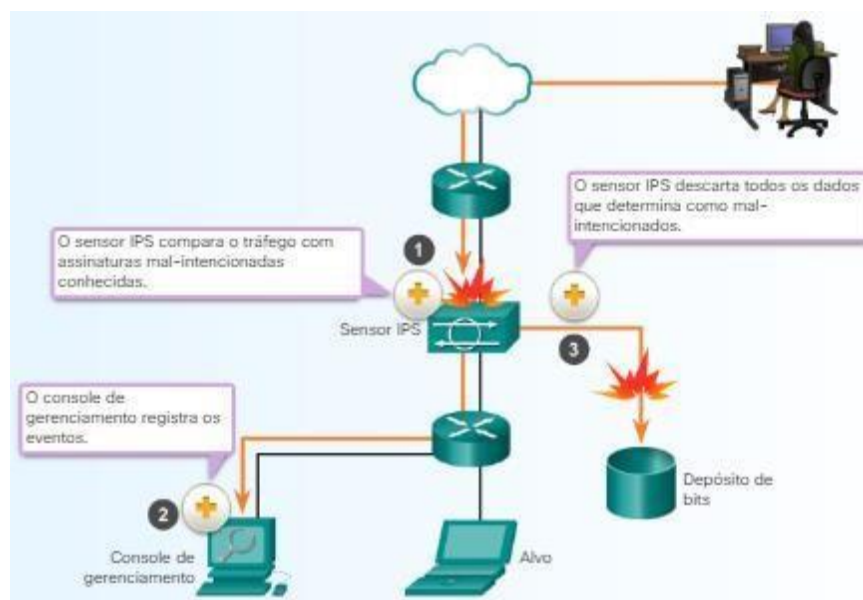 O sensor IPS descarta todos os dados
que determina como mal-
intencionados.
O sensor IPS compara o tráfego com
assinaturas mal-intencionadas
conhecidas.
1
Sensor IPS
3
O console de
gerenciamento registra os
eventos.
2
Console de
gerenciamento
Alvo
Depósito de
bits